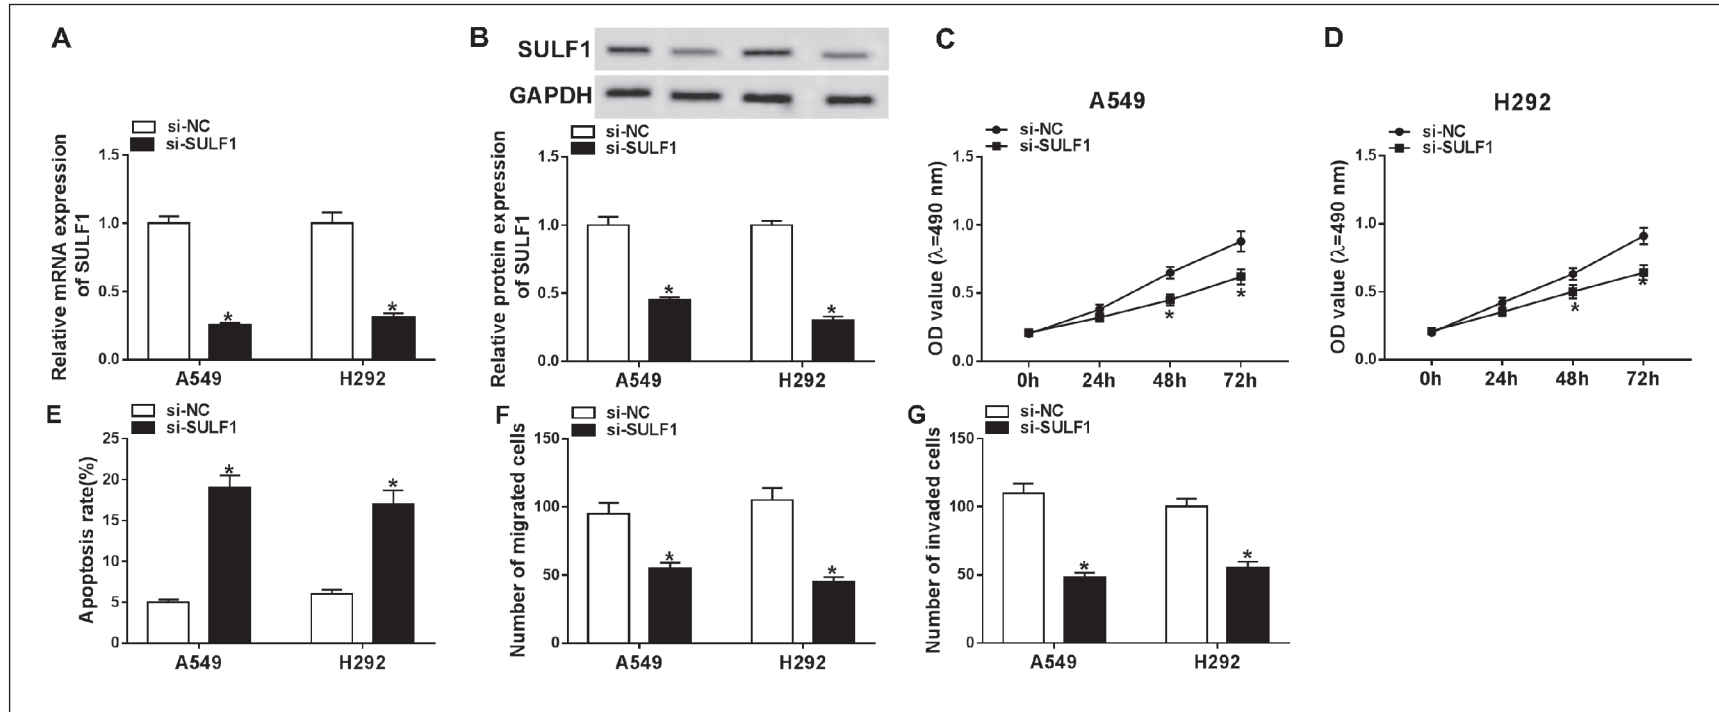 A
si-NC
si-SULF1
Relative mRNA expression
of SULF1
1.5
1.0
0.5
0.0
*
*
A549
H292
B
SULF1
GAPDH
si-NC
si-SULF1
Relative protein expression
of SULF1
1.5
1.0
0.5
0.0
*
*
A549
H292
C
A549
si-NC
si-SULF1
OD value (λ=490 nm)
1.5
1.0
0.5
0.0
*
*
0h 24h 48h 72h
D
H292
si-NC
si-SULF1
OD value (λ=490 nm)
1.5
1.0
0.5
0.0
*
*
0h 24h 48h 72h
E
si-NC
si-SULF1
Apoptosis rate(%)
25
20
15
10
5
0
*
*
A549
H292
F
si-NC
si-SULF1
Number of migrated cells
150
100
50
0
*
*
A549
H292
G
si-NC
si-SULF1
Number of invaded cells
150
100
50
0
*
*
A549
H292